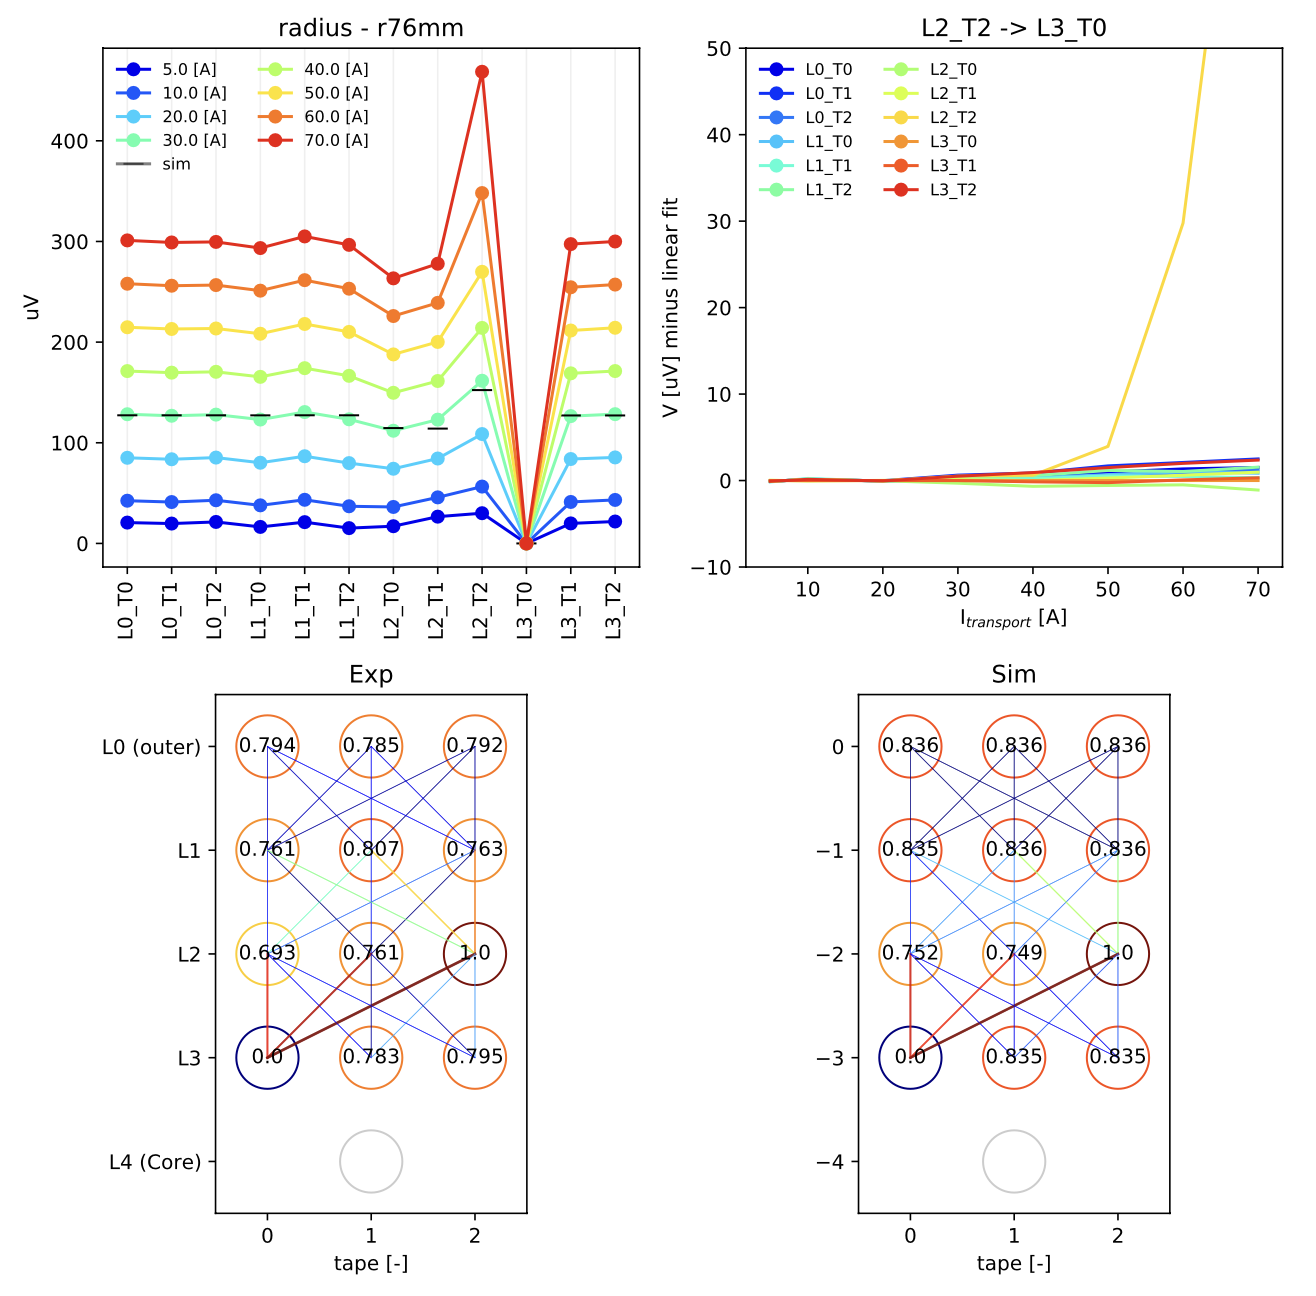 radius - r76mm
uV
400
300
200
100
0
5.0 [A]
10.0 [A]
20.0 [A]
30.0 [A]
sim
40.0 [A]
50.0 [A]
60.0 [A]
70.0 [A]
L0_T0
L0_T1
L0_T2
L1_T0
L1_T1
L1_T2
L2_T0
L2_T1
L2_T2
L3_T0
L3_T1
L3_T2
L2_T2 -> L3_T0
V [uV] minus linear fit
50
40
30
20
10
0
−10
L0_T0
L0_T1
L0_T2
L1_T0
L1_T1
L1_T2
L2_T0
L2_T1
L2_T2
L3_T0
L3_T1
L3_T2
10 20 30 40 50 60 70
Itransport [A]
Exp
L0 (outer) 0.794 0.785 0.792
L1 0.761 0.807 0.763
L2 0.693 0.761 1.0
L3 0.0 0.783 0.795
L4 (Core)
0 1 2
tape [-]
Sim
0 0.836 0.836 0.836
−1 0.835 0.836 0.836
−2 0.752 0.749 1.0
−3 0.0 0.835 0.835
−4
0 1 2
tape [-]